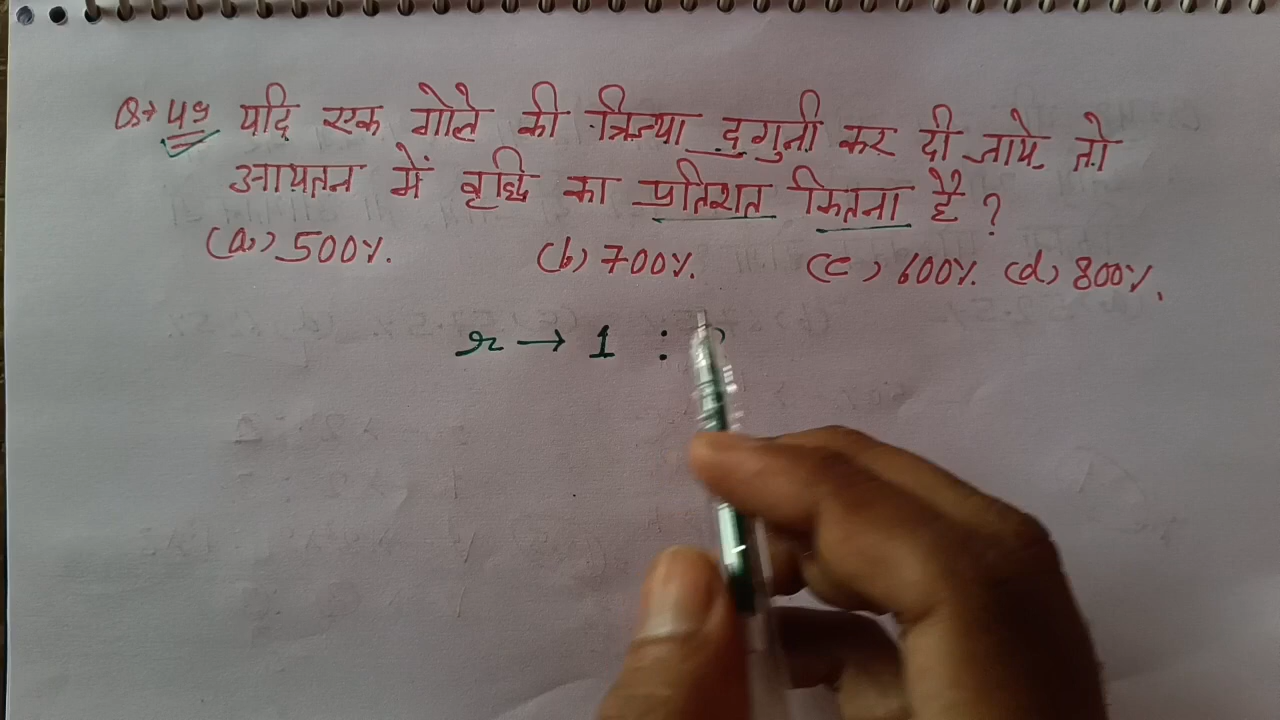 Q→ 49 यदि एक गोले की त्रिज्या दुगुनी कर दी जाये तो
आयतन में वृद्धि का प्रतिशत कितना है ?
(a) 500%. (b) 700%. (c) 600%. (d) 800%.
r → 1 :